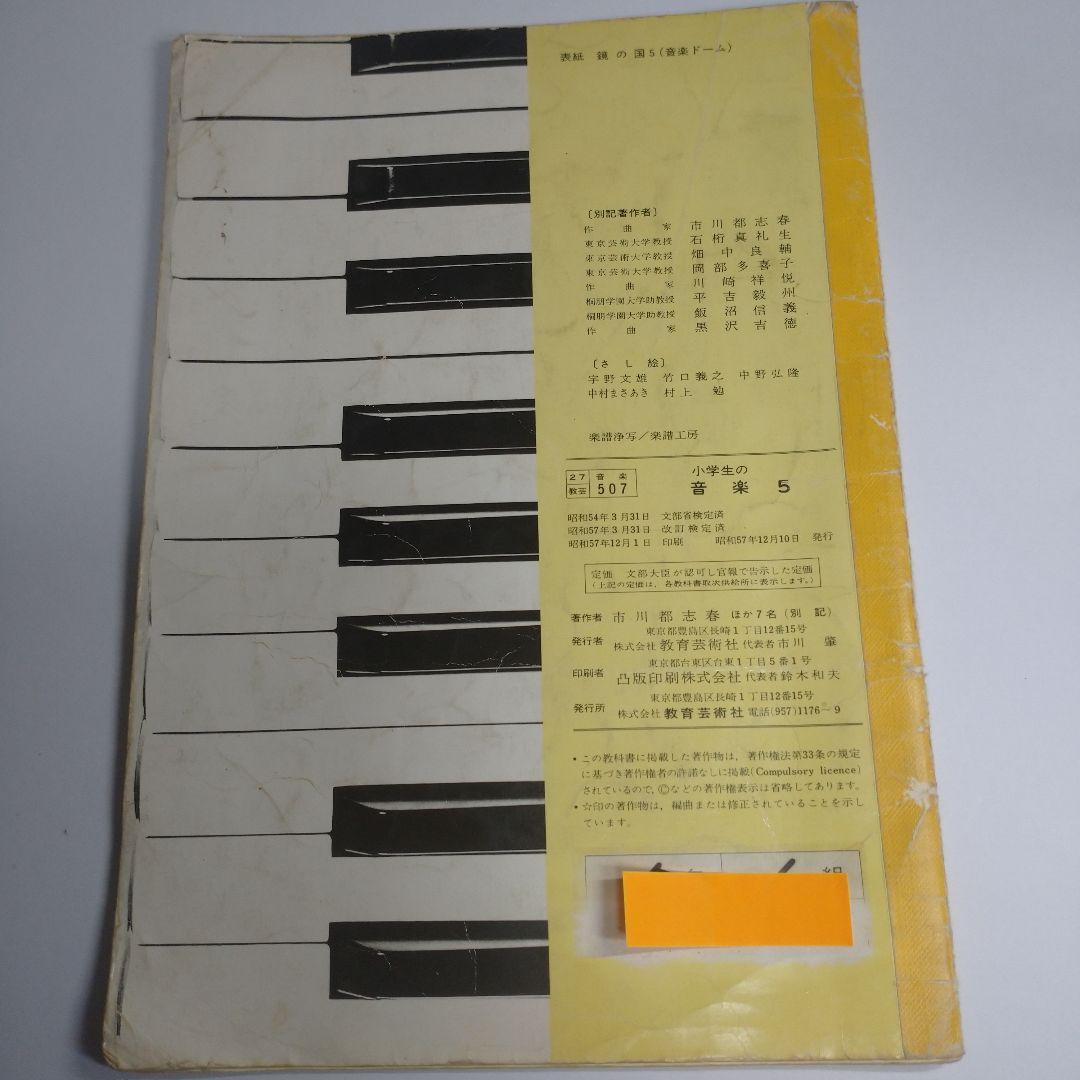 表紙 鏡の国5(音楽ドーム)
〔別記著作者〕
作曲家 市川都志春
東京芸術大学教授 石桁真礼生
東京芸術大学教授 畑中良輔
東京芸術大学教授 岡部多喜子
作曲家 川崎祥悦
桐朋学園大学助教授 平吉毅州
桐朋学園大学助教授 飯沼信義
作曲家 黒沢吉徳
〔さし絵〕
宇野文雄 竹口義之 中野弘隆
中村まさあき 村上勉
楽譜浄写/楽譜工房
27 教芸 音楽 507
小学生の
音楽 5
昭和54年3月31日 文部省検定済
昭和57年3月31日 改訂検定済
昭和57年12月1日 印刷 昭和57年12月10日 発行
定価 文部大臣が認可し官報で告示した定価
(上記の定価は、各教科書取次供給所に表示します。)
著作者 市川都志春 ほか7名(別記)
東京都豊島区長崎1丁目12番15号
発行者 株式会社 教育芸術社 代表者 市川 肇
東京都台東区台東1丁目5番1号
印刷者 凸版印刷株式会社 代表者 鈴木和夫
東京都豊島区長崎1丁目12番15号
発行所 株式会社 教育芸術社 電話(957)1176~9
・この教科書に掲載した著作物は、著作権法第33条の規定
に基づき著作権者の許諾なしに掲載(Compulsory licence)
されているので、©などの著作権表示は省略してあります。
・☆印の著作物は、編曲または修正されていることを示し
ています。
組